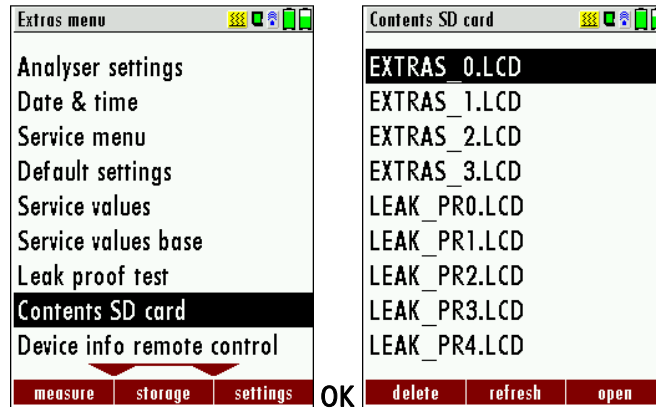 Extras menu
Analyser settings
Date & time
Service menu
Default settings
Service values
Service values base
Leak proof test
Contents SD card
Device info remote control
measure storage settings
OK
Contents SD card
EXTRAS_0.LCD
EXTRAS_1.LCD
EXTRAS_2.LCD
EXTRAS_3.LCD
LEAK_PR0.LCD
LEAK_PR1.LCD
LEAK_PR2.LCD
LEAK_PR3.LCD
LEAK_PR4.LCD
delete refresh open